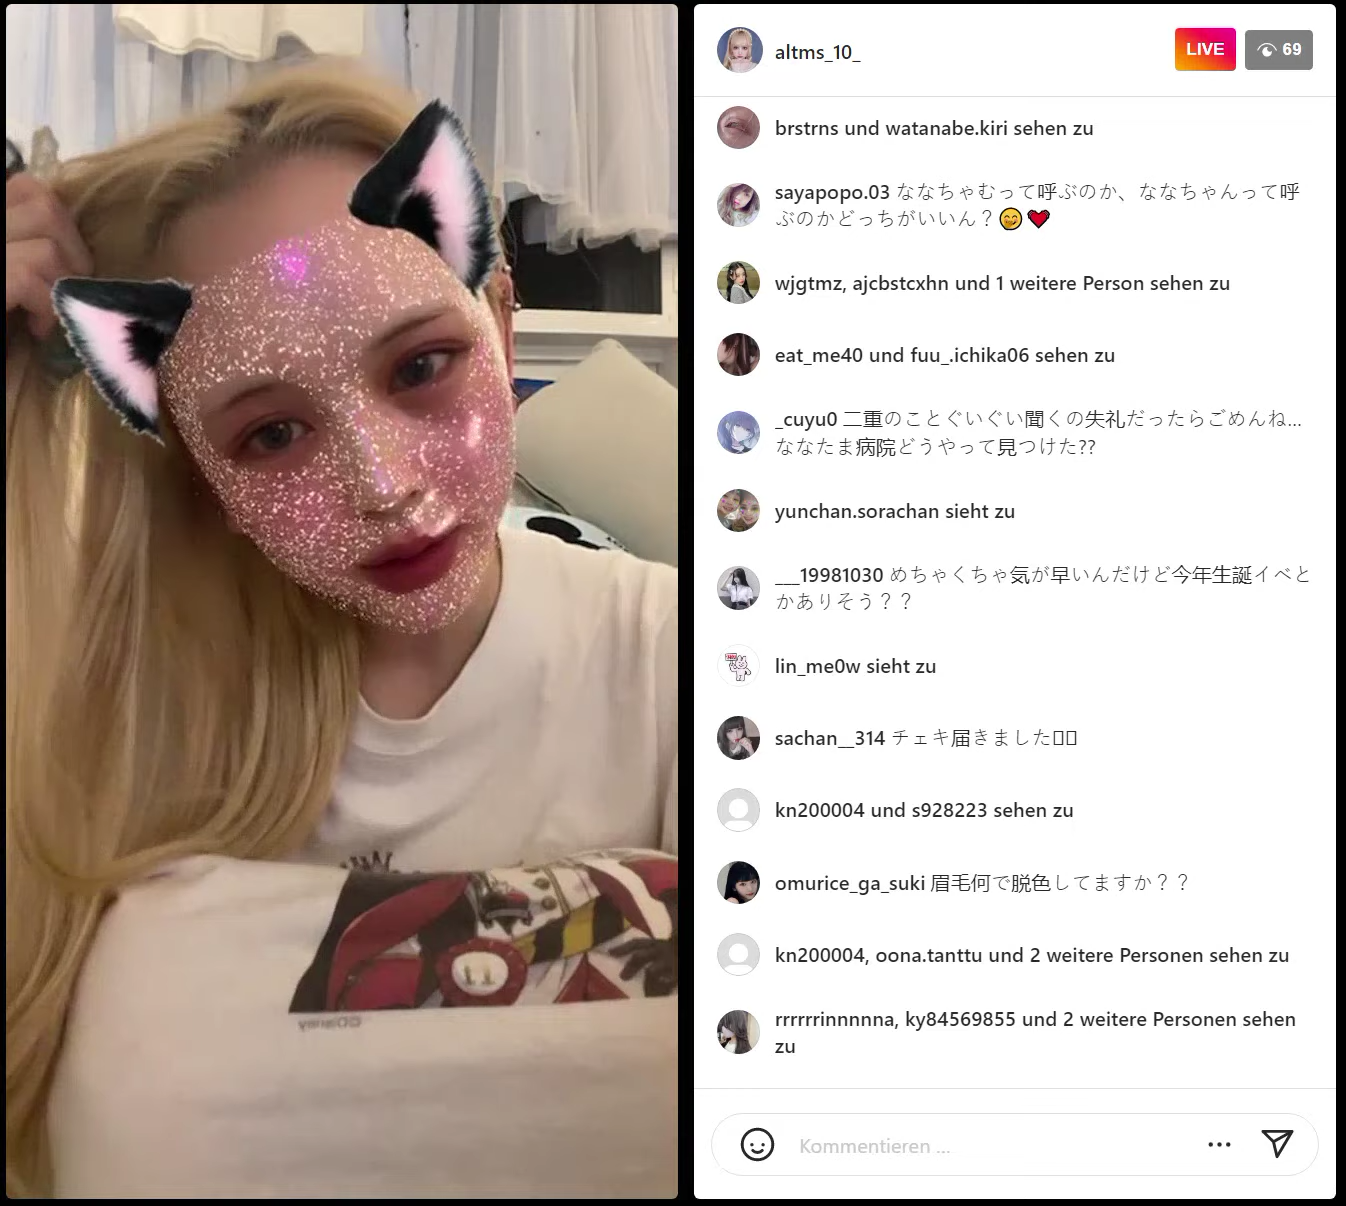 altms_10_
LIVE
69
brstrns und watanabe.kiri sehen zu
sayapopo.03 ななちゃむって呼ぶのか、ななちゃんって呼
ぶのかどっちがいいん？🤭❤️
wjgtmz, ajcbstcxhn und 1 weitere Person sehen zu
eat_me40 und fuu_.ichika06 sehen zu
_cuyu0 二重のことぐいぐい聞くの失礼だったらごめんね...
ななたま病院どうやって見つけた??
yunchan.sorachan sieht zu
___19981030 めちゃくちゃ気が早いんだけど今年生誕イベと
かありそう？？
lin_me0w sieht zu
sachan__314 チェキ届きました
kn200004 und s928223 sehen zu
omurice_ga_suki 眉毛何で脱色してますか？？
kn200004, oona.tanttu und 2 weitere Personen sehen zu
rrrrrrinnnnna, ky84569855 und 2 weitere Personen sehen
zu
Kommentieren ...
©Disney